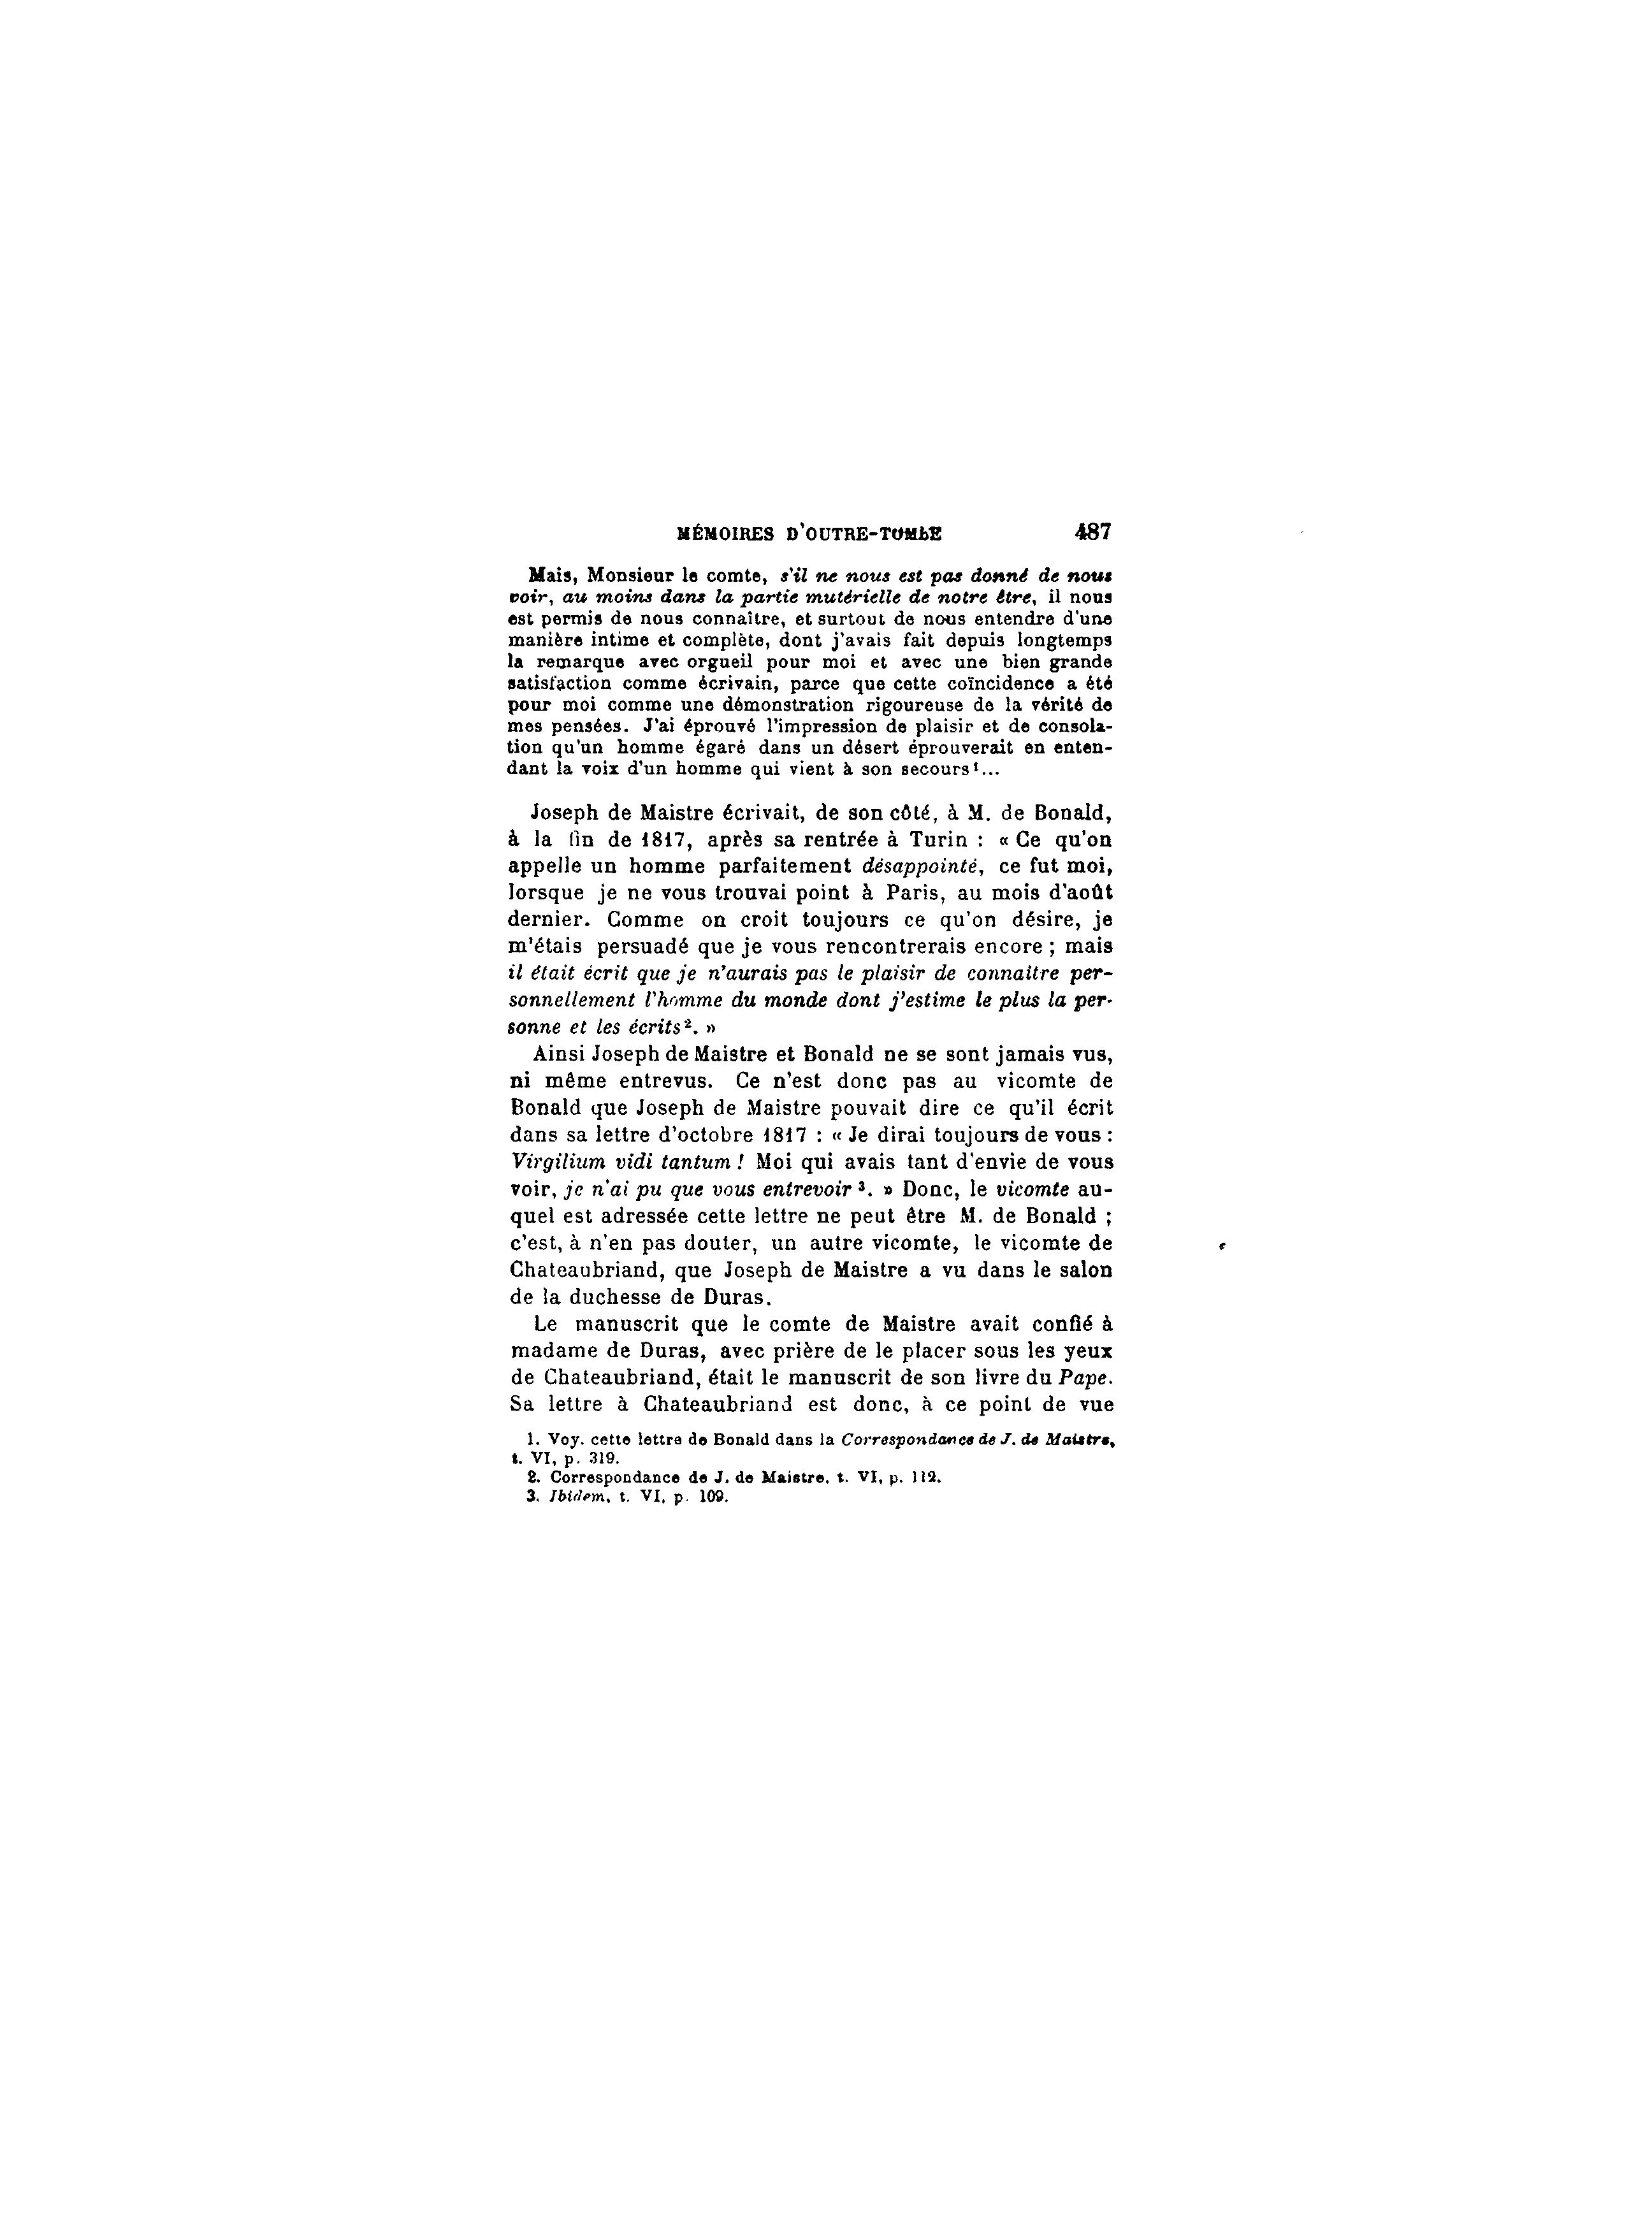 MÉMOIRES D'OUTRE-TOMBE 487
Mais, Monsieur le comte, s'il ne nous est pas donné de nous
voir, au moins dans la partie mutérielle de notre être, il nous
est permis de nous connaître, et surtout de nous entendre d'une
manière intime et complète, dont j'avais fait depuis longtemps
la remarque avec orgueil pour moi et avec une bien grande
satisfaction comme écrivain, parce que cette coïncidence a été
pour moi comme une démonstration rigoureuse de la vérité de
mes pensées. J'ai éprouvé l'impression de plaisir et de consola-
tion qu'un homme égaré dans un désert éprouverait en enten-
dant la voix d'un homme qui vient à son secours¹...
Joseph de Maistre écrivait, de son côté, à M. de Bonald,
à la fin de 1817, après sa rentrée à Turin : « Ce qu'on
appelle un homme parfaitement désappointé, ce fut moi,
lorsque je ne vous trouvai point à Paris, au mois d'août
dernier. Comme on croit toujours ce qu'on désire, je
m'étais persuadé que je vous rencontrerais encore ; mais
il était écrit que je n'aurais pas le plaisir de connaître per-
sonnellement l'homme du monde dont j'estime le plus la per-
sonne et les écrits². »
Ainsi Joseph de Maistre et Bonald ne se sont jamais vus,
ni même entrevus. Ce n'est donc pas au vicomte de
Bonald que Joseph de Maistre pouvait dire ce qu'il écrit
dans sa lettre d'octobre 1817 : « Je dirai toujours de vous :
Virgilium vidi tantum ! Moi qui avais tant d'envie de vous
voir, je n'ai pu que vous entrevoir ³. » Donc, le vicomte au-
quel est adressée cette lettre ne peut être M. de Bonald ;
c'est, à n'en pas douter, un autre vicomte, le vicomte de
Chateaubriand, que Joseph de Maistre a vu dans le salon
de la duchesse de Duras.
Le manuscrit que le comte de Maistre avait confié à
madame de Duras, avec prière de le placer sous les yeux
de Chateaubriand, était le manuscrit de son livre du Pape.
Sa lettre à Chateaubriand est donc, à ce point de vue
1. Voy. cette lettre de Bonald dans la Correspondance de J. de Maistre,
t. VI, p. 319.
2. Correspondance de J. de Maistre. t. VI, p. 112.
3. Ibidem, t. VI, p. 109.